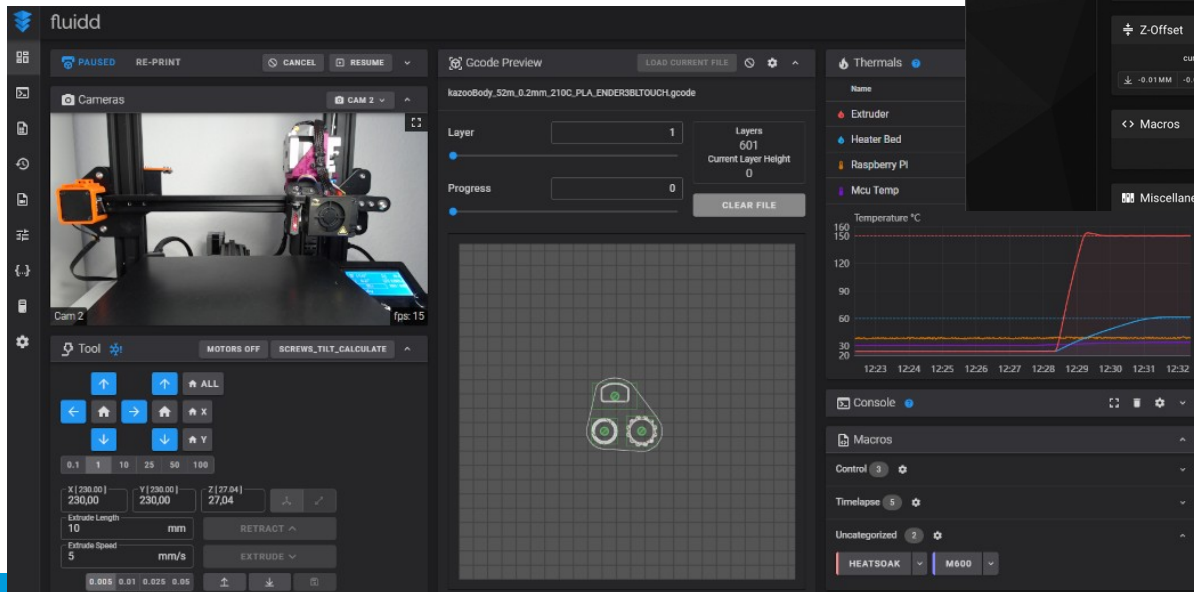 fluidd
PAUSED
RE-PRINT
CANCEL
RESUME
Cameras
CAM 2
Cam 2
fps: 15
Tool
MOTORS OFF
SCREWS_TILT_CALCULATE
ALL
X
Y
0.1 1 10 25 50 100
X [ 230.00 ]
230,00
Y [ 230.00 ]
230,00
Z [ 27.04 ]
27,04
Extrude Length
10 mm
RETRACT
Extrude Speed
5 mm/s
EXTRUDE
0.005 0.01 0.025 0.05
Gcode Preview
LOAD CURRENT FILE
kazooBody_52m_0.2mm_210C_PLA_ENDER3BLTOUCH.gcode
Layer
1
Layers
601
Current Layer Height
0
Progress
0
CLEAR FILE
Thermals
Name
Extruder
Heater Bed
Raspberry PI
Mcu Temp
Temperature °C
160
150
120
90
60
30
20
12:23 12:24 12:25 12:26 12:27 12:28 12:29 12:30 12:31 12:32
Console
Macros
Control 3
Timelapse 5
Uncategorized 2
HEATSOAK
M600
Z-Offset
-0.01MM
<> Macros